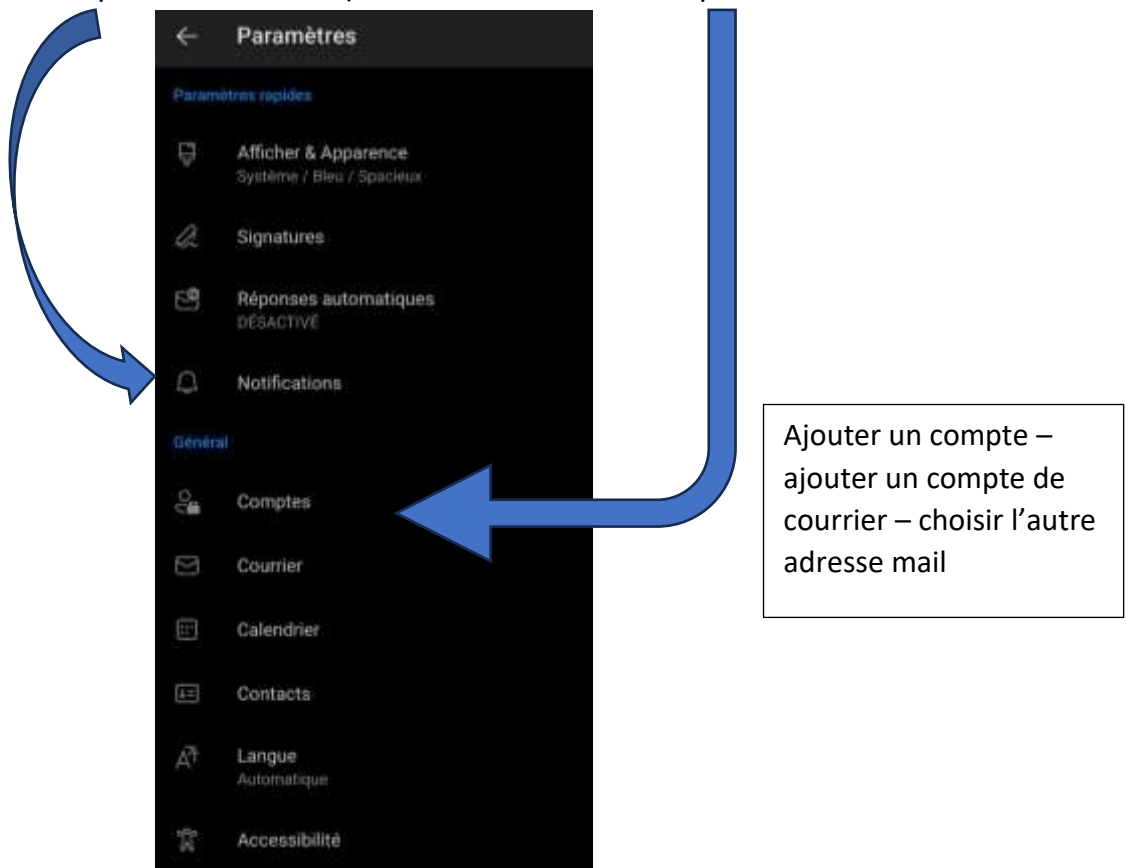 Paramètres
Paramètres rapides
Afficher & Apparence
Système / Bleu / Spacieux
Signatures
Réponses automatiques
DÉSACTIVÉ
Notifications
Général
Comptes
Courrier
Calendrier
Contacts
Langue
Automatique
Accessibilité
Ajouter un compte –
ajouter un compte de
courrier – choisir l’autre
adresse mail